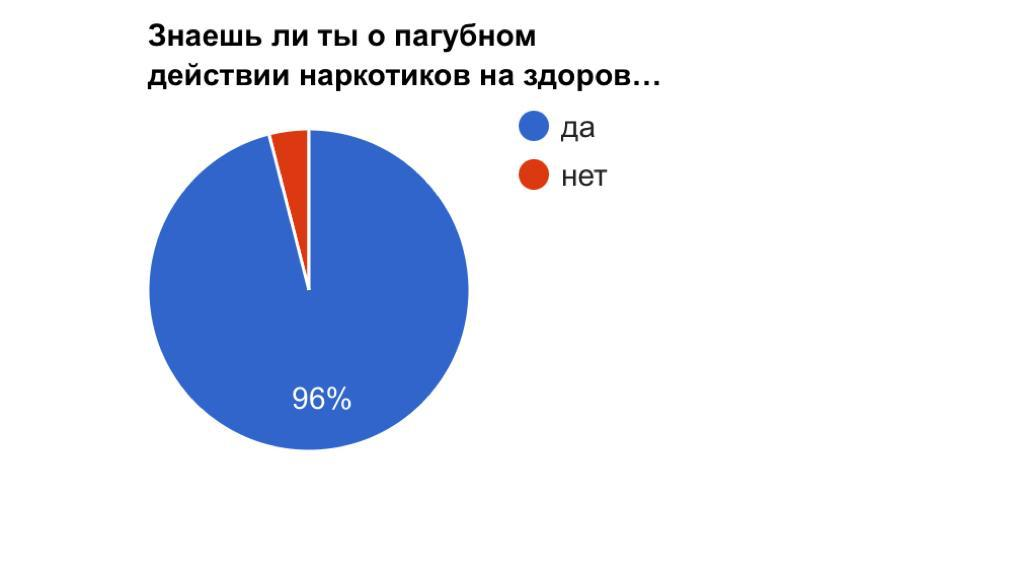 Знаешь ли ты о пагубном
действии наркотиков на здоров…
да
нет
96%